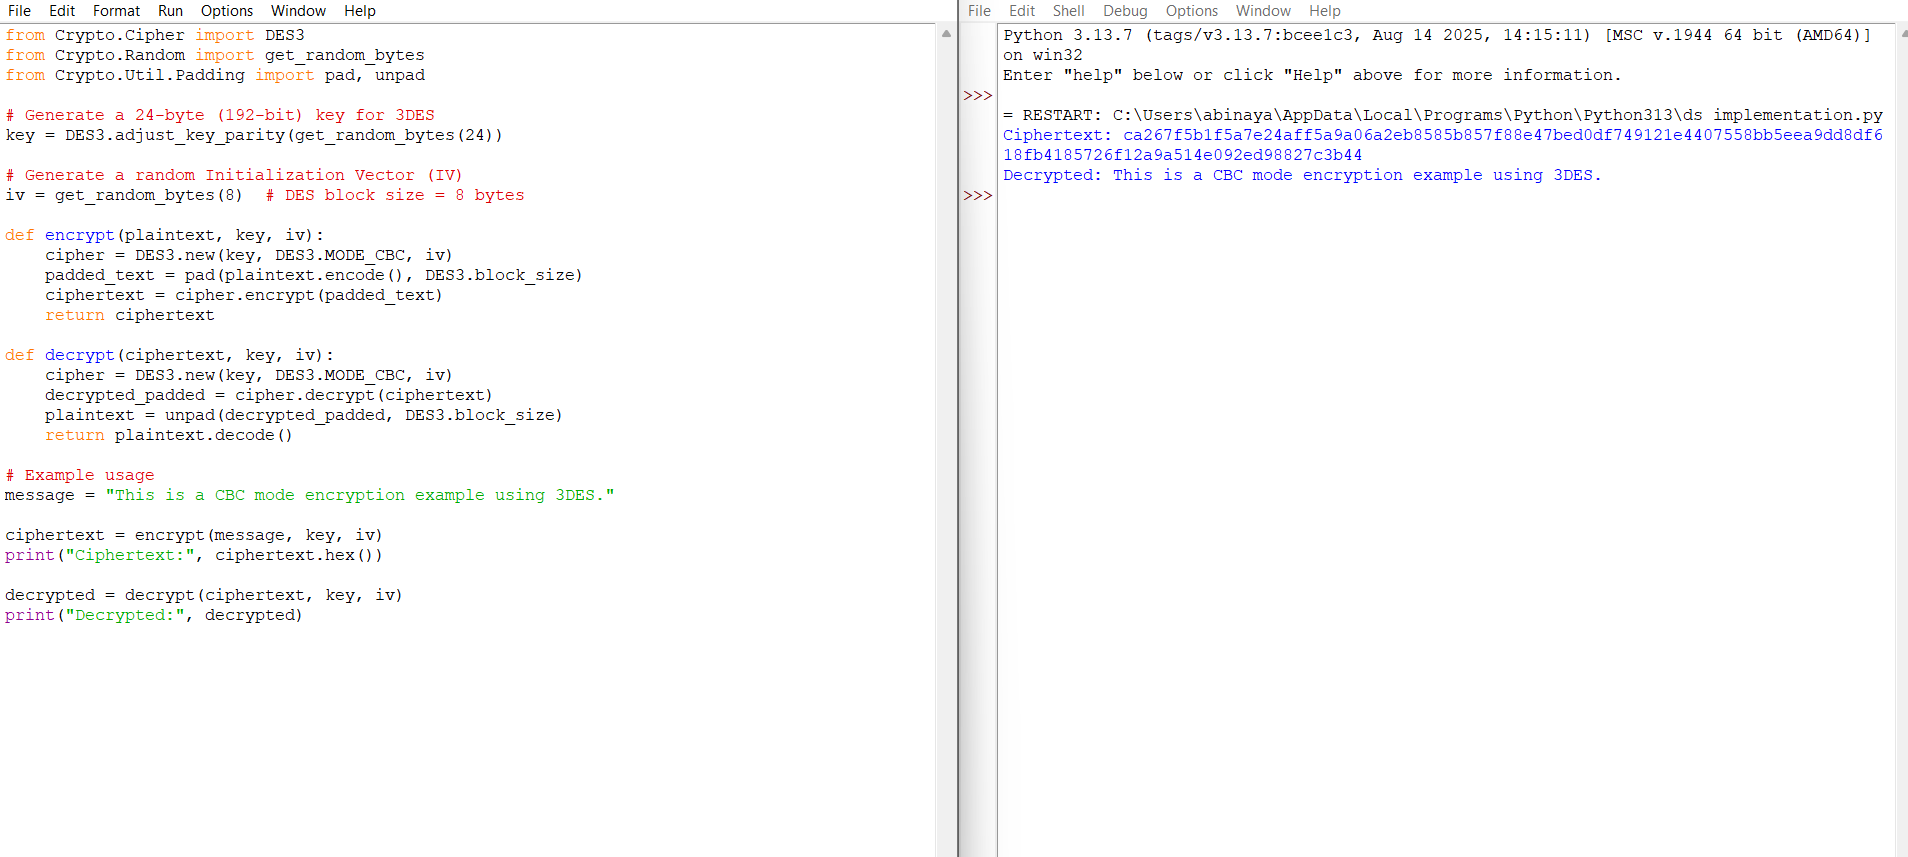 File Edit Format Run Options Window Help
from Crypto.Cipher import DES3
from Crypto.Random import get_random_bytes
from Crypto.Util.Padding import pad, unpad
# Generate a 24-byte (192-bit) key for 3DES
key = DES3.adjust_key_parity(get_random_bytes(24))
# Generate a random Initialization Vector (IV)
iv = get_random_bytes(8)  # DES block size = 8 bytes
def encrypt(plaintext, key, iv):
    cipher = DES3.new(key, DES3.MODE_CBC, iv)
    padded_text = pad(plaintext.encode(), DES3.block_size)
    ciphertext = cipher.encrypt(padded_text)
    return ciphertext
def decrypt(ciphertext, key, iv):
    cipher = DES3.new(key, DES3.MODE_CBC, iv)
    decrypted_padded = cipher.decrypt(ciphertext)
    plaintext = unpad(decrypted_padded, DES3.block_size)
    return plaintext.decode()
# Example usage
message = "This is a CBC mode encryption example using 3DES."
ciphertext = encrypt(message, key, iv)
print("Ciphertext:", ciphertext.hex())
decrypted = decrypt(ciphertext, key, iv)
print("Decrypted:", decrypted)
File Edit Shell Debug Options Window Help
Python 3.13.7 (tags/v3.13.7:bcee1c3, Aug 14 2025, 14:15:11) [MSC v.1944 64 bit (AMD64)]
on win32
Enter "help" below or click "Help" above for more information.
>>>
= RESTART: C:\Users\abinaya\AppData\Local\Programs\Python\Python313\ds implementation.py
Ciphertext: ca267f5b1f5a7e24aff5a9a06a2eb8585b857f88e47bed0df749121e4407558bb5eea9dd8df6
18fb4185726f12a9a514e092ed98827c3b44
Decrypted: This is a CBC mode encryption example using 3DES.
>>>